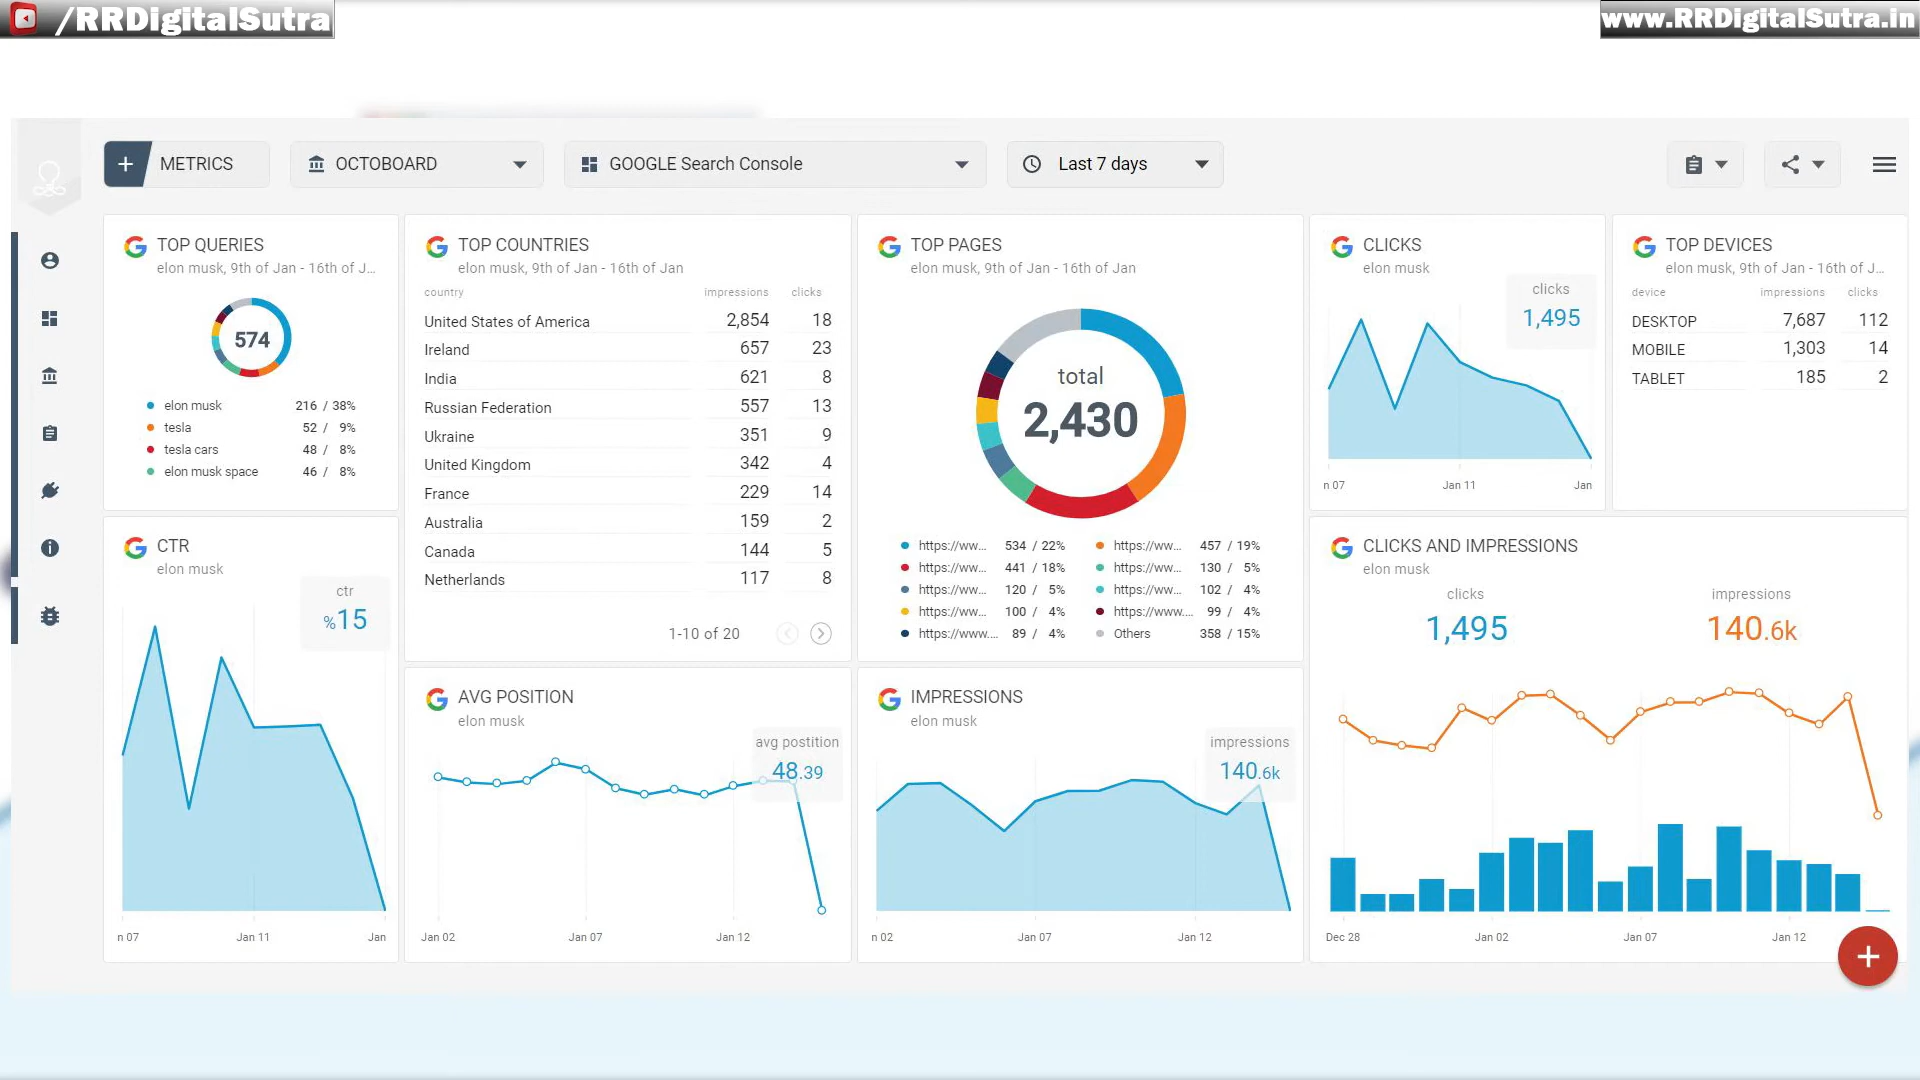 /RRDigitalSutra
www.RRDigitalSutra.in
+ METRICS
OCTOBOARD
GOOGLE Search Console
Last 7 days
TOP QUERIES
elon musk, 9th of Jan - 16th of J...
574
elon musk 216 / 38%
tesla 52 / 9%
tesla cars 48 / 8%
elon musk space 46 / 8%
TOP COUNTRIES
elon musk, 9th of Jan - 16th of Jan
country impressions clicks
United States of America 2,854 18
Ireland 657 23
India 621 8
Russian Federation 557 13
Ukraine 351 9
United Kingdom 342 4
France 229 14
Australia 159 2
Canada 144 5
Netherlands 117 8
1-10 of 20
TOP PAGES
elon musk, 9th of Jan - 16th of Jan
total
2,430
https://ww... 534 / 22% https://ww... 457 / 19%
https://ww... 441 / 18% https://ww... 130 / 5%
https://ww... 120 / 5% https://ww... 102 / 4%
https://ww... 100 / 4% https://www.... 99 / 4%
https://www.... 89 / 4% Others 358 / 15%
CLICKS
elon musk
clicks
1,495
n 07 Jan 11 Jan
TOP DEVICES
elon musk, 9th of Jan - 16th of J...
device impressions clicks
DESKTOP 7,687 112
MOBILE 1,303 14
TABLET 185 2
CTR
elon musk
ctr
%15
n 07 Jan 11 Jan
AVG POSITION
elon musk
avg postition
48.39
Jan 02 Jan 07 Jan 12
IMPRESSIONS
elon musk
impressions
140.6k
n 02 Jan 07 Jan 12
CLICKS AND IMPRESSIONS
elon musk
clicks impressions
1,495 140.6k
Dec 28 Jan 02 Jan 07 Jan 12
+